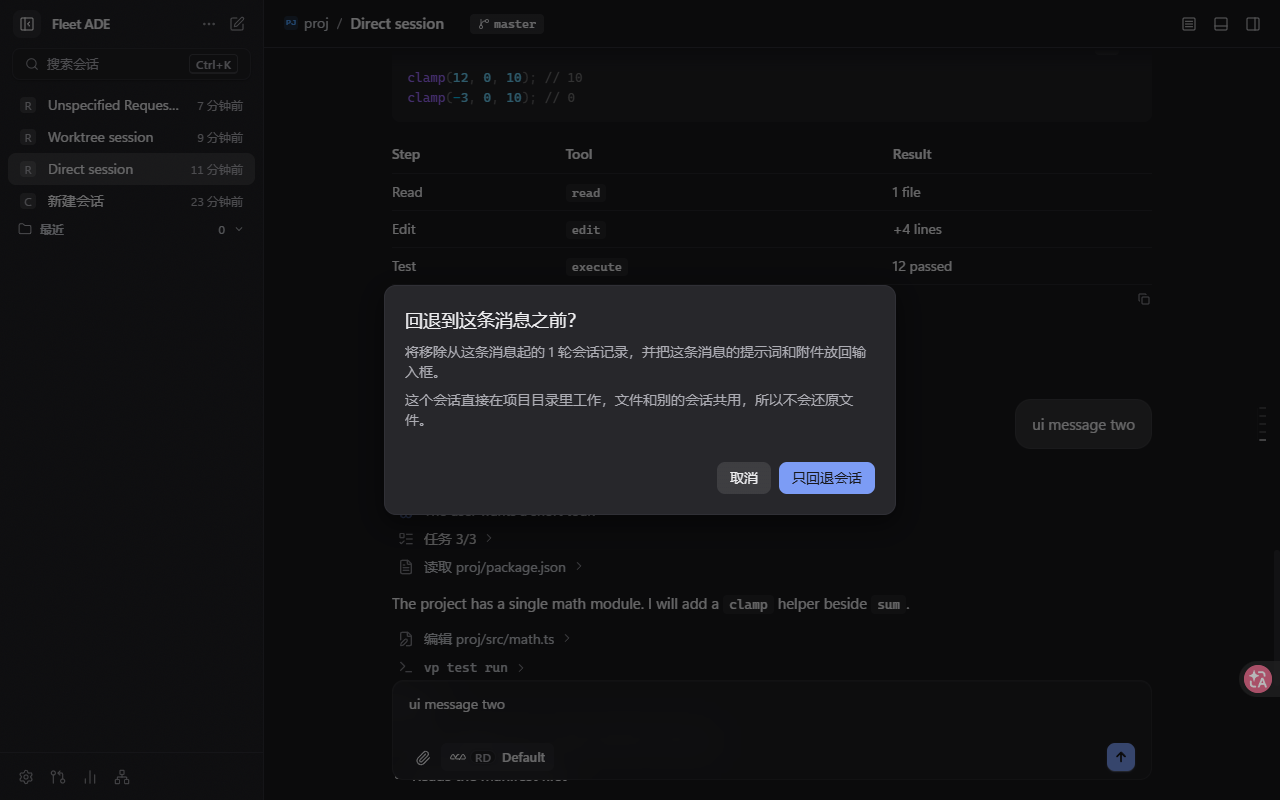 Fleet ADE
搜索会话 Ctrl+K
R Unspecified Reques... 7 分钟前
R Worktree session 9 分钟前
R Direct session 11 分钟前
C 新建会话 23 分钟前
最近 0
PJ proj / Direct session master
clamp(12, 0, 10); // 10
clamp(-3, 0, 10); // 0
Step Tool Result
Read read 1 file
Edit edit +4 lines
Test execute 12 passed
回退到这条消息之前?
将移除从这条消息起的 1 轮会话记录，并把这条消息的提示词和附件放回输
入框。
这个会话直接在项目目录里工作，文件和别的会话共用，所以不会还原文
件。
取消 只回退会话
ui message two
任务 3/3
读取 proj/package.json
The project has a single math module. I will add a clamp helper beside sum .
编辑 proj/src/math.ts
vp test run
ui message two
RD Default